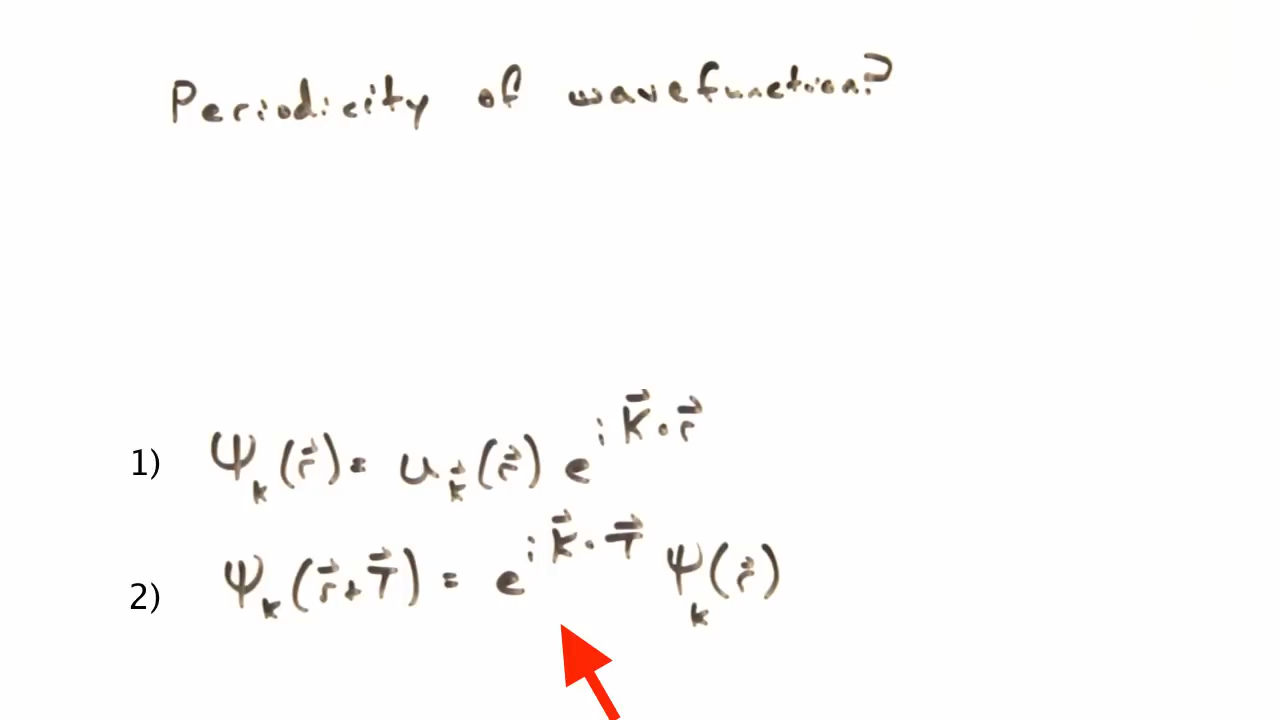 Periodicity of wavefunction?
1) Ψ_k(r⃗) = u_k⃗(r⃗) e^{i k⃗·r⃗}
2) Ψ_k(r⃗+T⃗) = e^{i k⃗·T⃗} Ψ_k(r⃗)